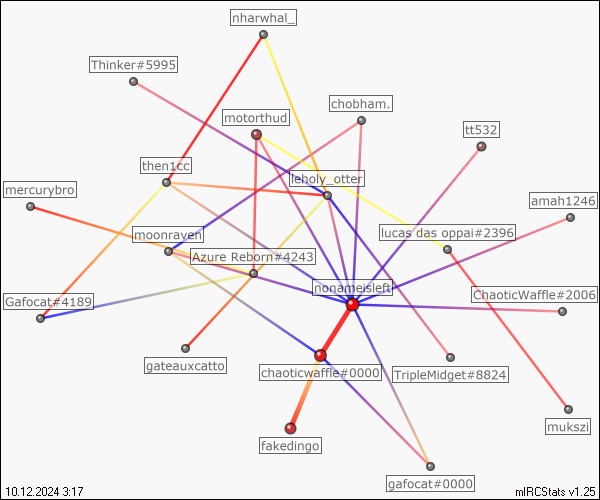 nharwhal_
Thinker#5995
chobham.
motorthud
tt532
then1cc
leholy_otter
mercurybro
amah1246
moonraven
lucas das oppai#2396
Azure Reborn#4243
nonameisleft
Gafocat#4189
ChaoticWaffle#2006
gateauxcatto
chaoticwaffle#0000
TripleMidget#8824
mukszi
fakedingo
gafocat#0000
10.12.2024 3:17
mIRCStats v1.25